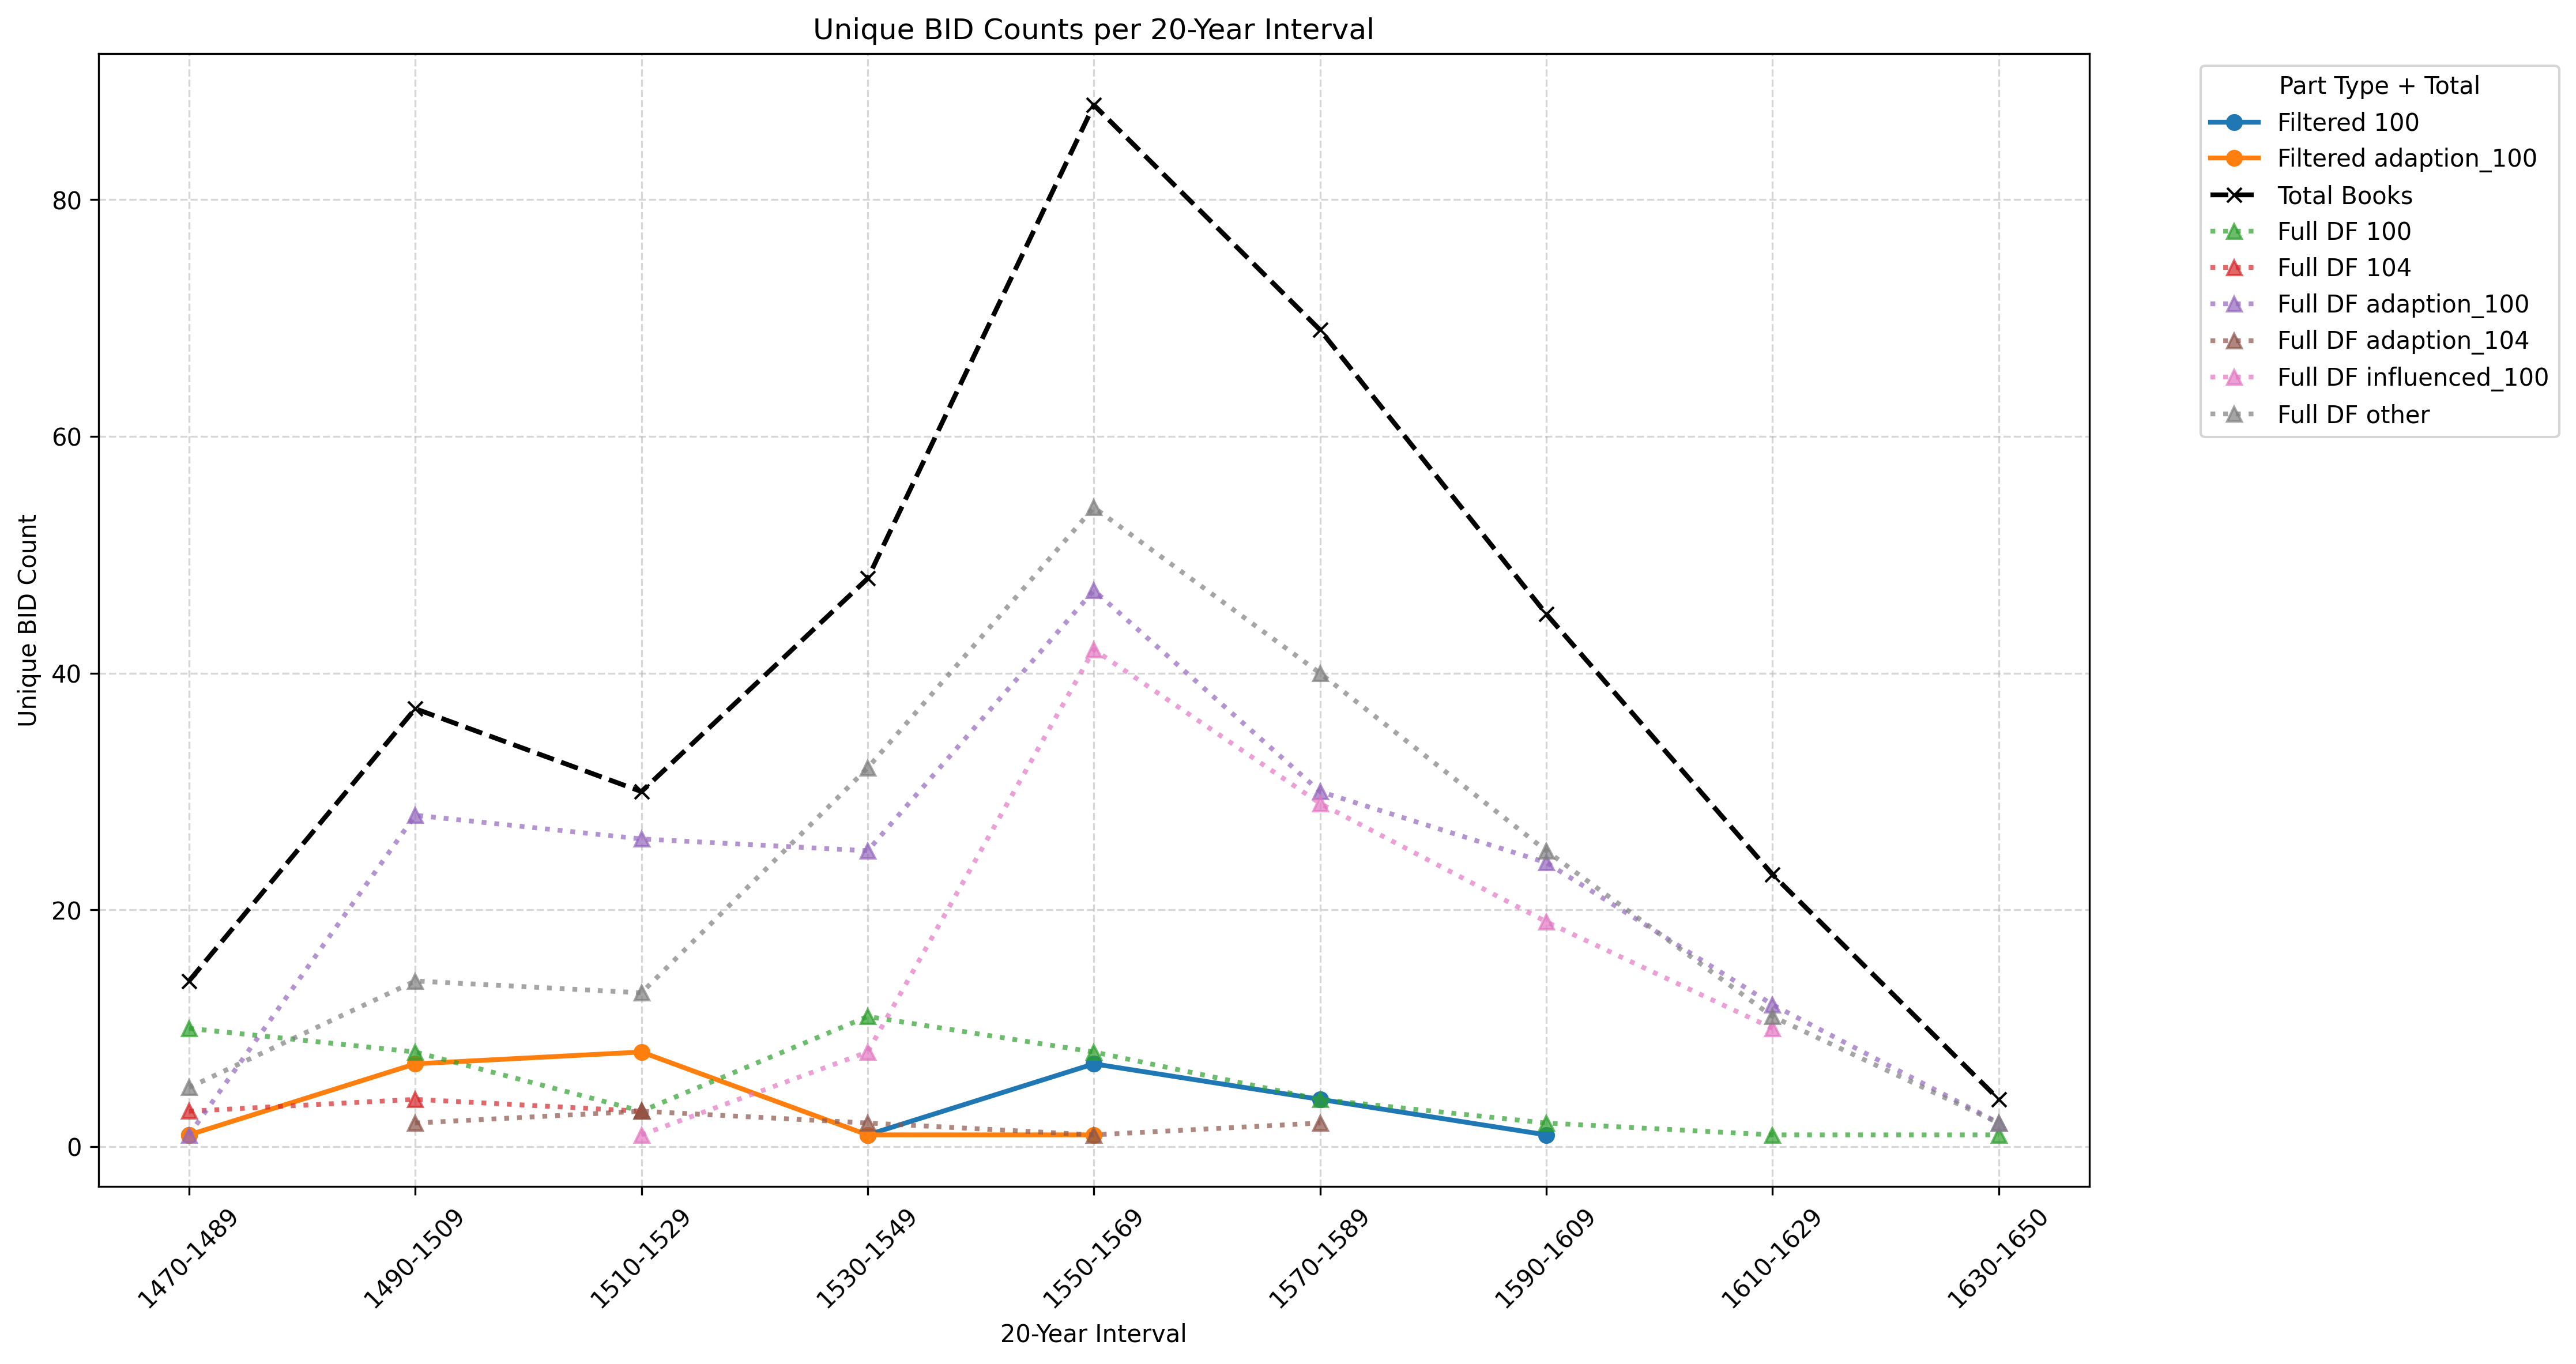 Unique BID Counts per 20-Year Interval
Unique BID Count
80
60
40
20
0
1470-1489
1490-1509
1510-1529
1530-1549
1550-1569
1570-1589
1590-1609
1610-1629
1630-1650
20-Year Interval
Part Type + Total
Filtered 100
Filtered adaption_100
Total Books
Full DF 100
Full DF 104
Full DF adaption_100
Full DF adaption_104
Full DF influenced_100
Full DF other